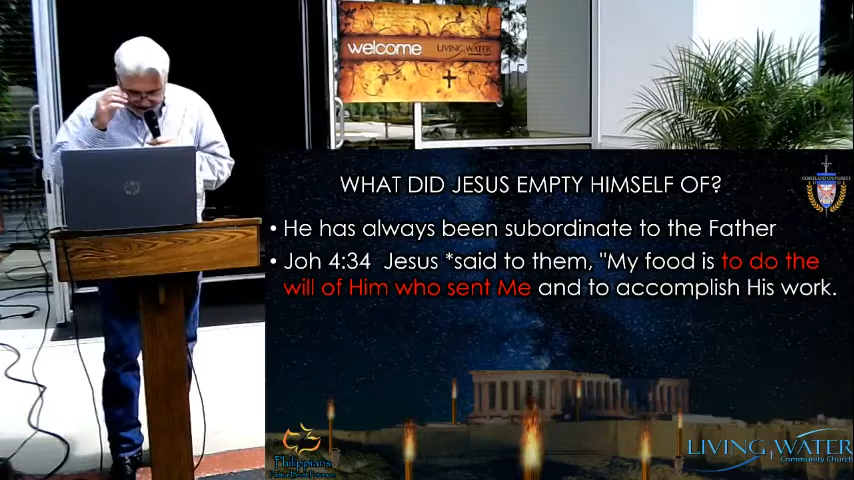 welcome
LIVING WATER
hp
WHAT DID JESUS EMPTY HIMSELF OF?
• He has always been subordinate to the Father
• Joh 4:34 Jesus *said to them, "My food is to do the
will of Him who sent Me and to accomplish His work.
Philippians
LIVING WATER
Community Church